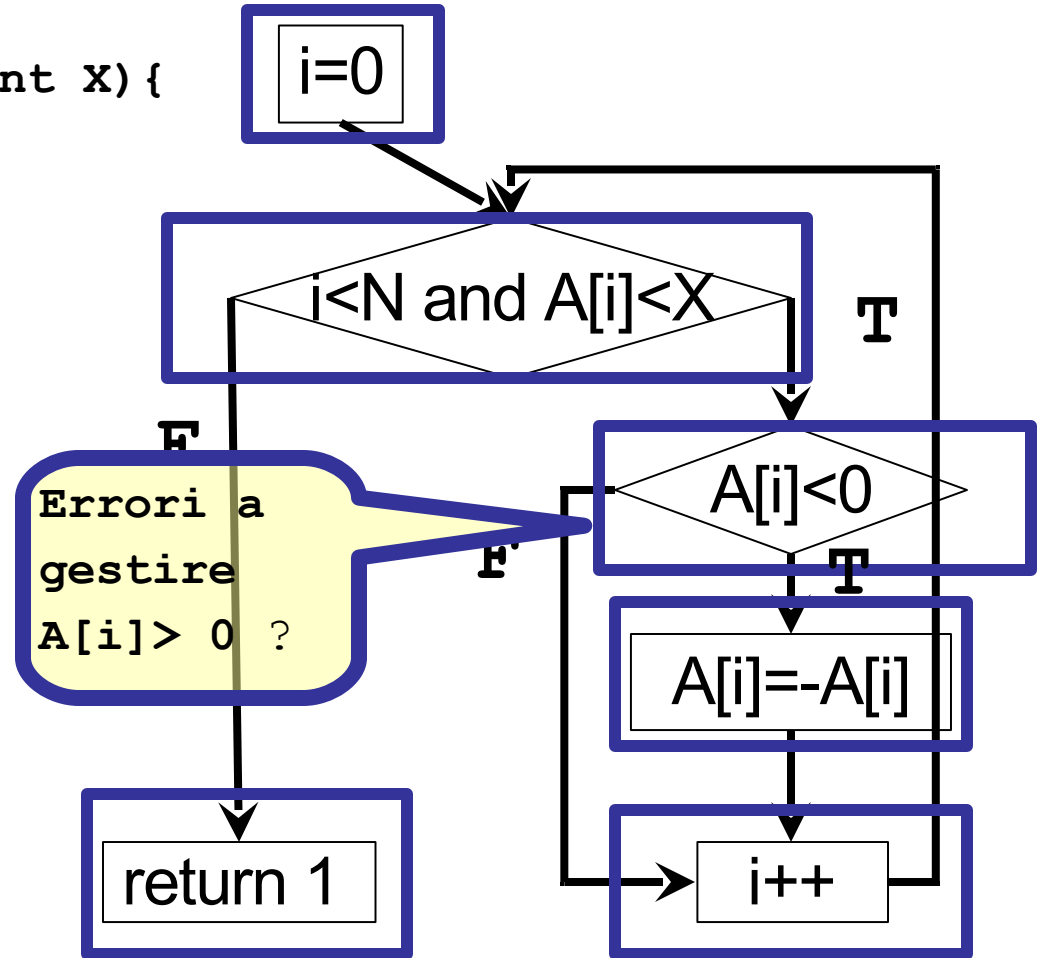 nt X){
i=0
i<N and A[i]<X
T
F
A[i]<0
Errori a
gestire
A[i]> 0 ?
F
T
A[i]=-A[i]
return 1
i++